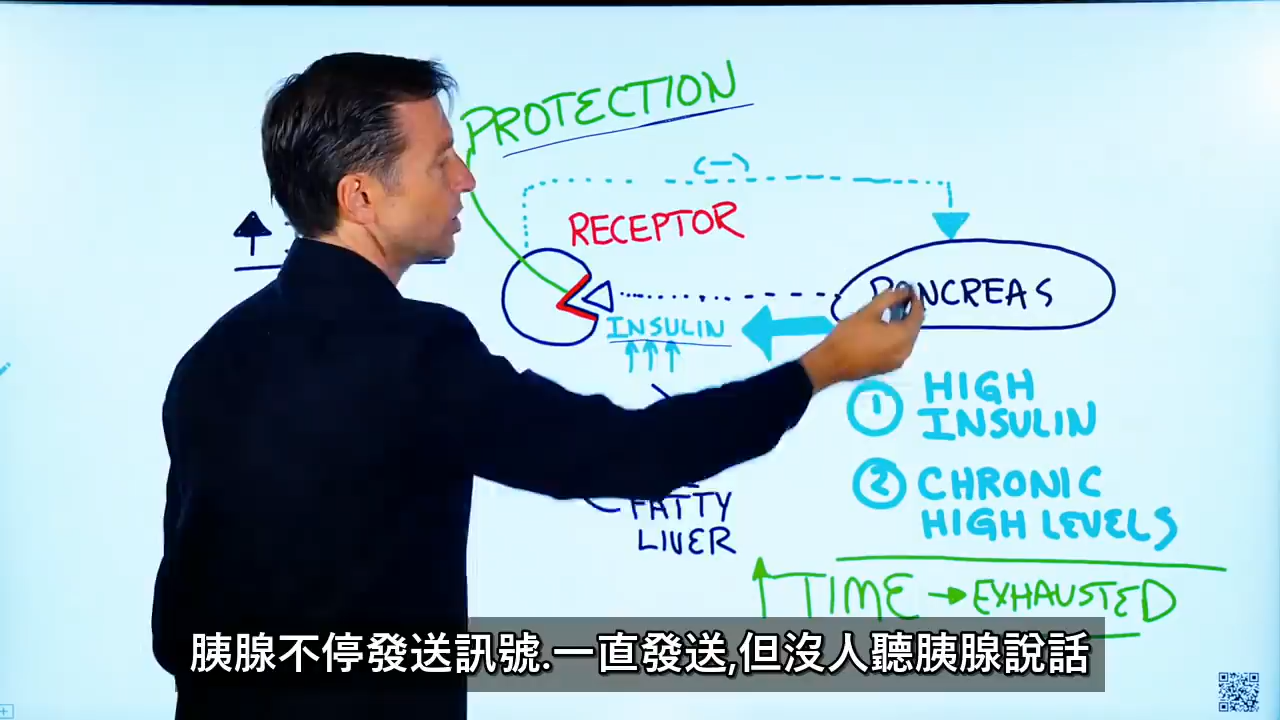 PROTECTION
(-)
RECEPTOR
PANCREAS
INSULIN
1 HIGH
INSULIN
2 CHRONIC
HIGH LEVELS
FATTY
LIVER
TIME → EXHAUSTED
胰腺不停發送訊號.一直發送,但沒人聽胰腺說話